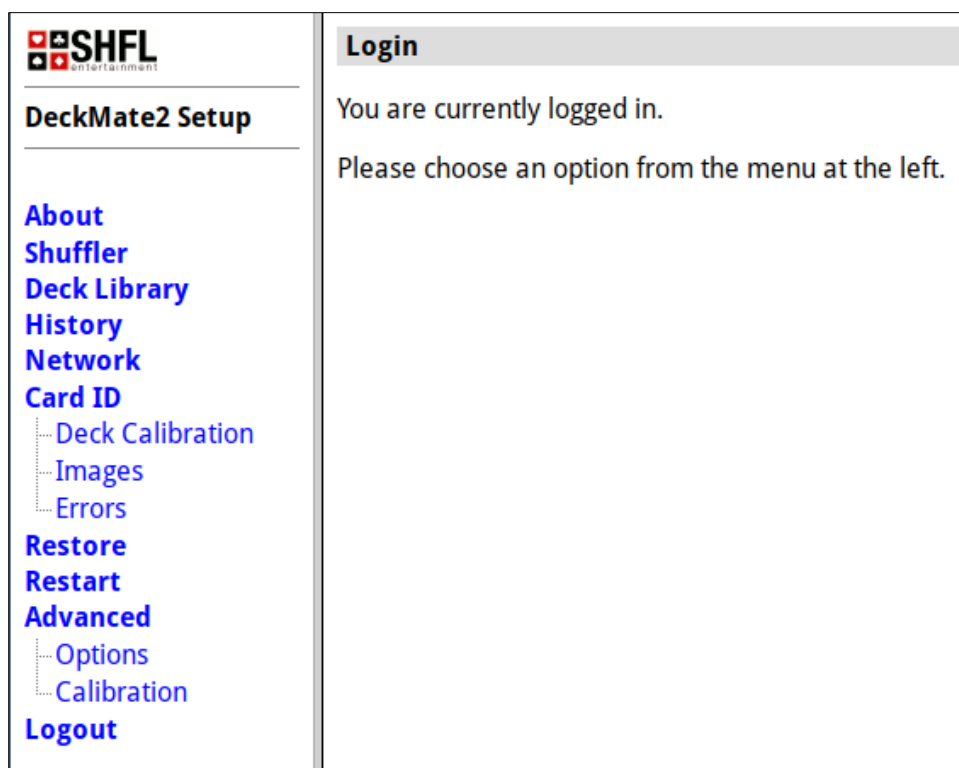 SHFL
entertainment
DeckMate2 Setup
About
Shuffler
Deck Library
History
Network
Card ID
Deck Calibration
Images
Errors
Restore
Restart
Advanced
Options
Calibration
Logout
Login
You are currently logged in.
Please choose an option from the menu at the left.